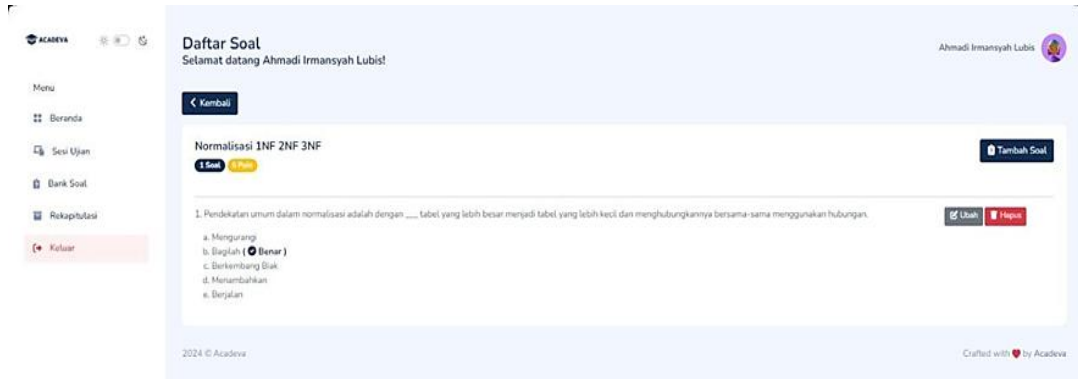 ACADEVA
Menu
Beranda
Sesi Ujian
Bank Soal
Rekapitulasi
Keluar
Daftar Soal
Selamat datang Ahmadi Irmansyah Lubis!
Ahmadi Irmansyah Lubis
Kembali
Normalisasi 1NF 2NF 3NF
1 Soal
Tambah Soal
1. Pendekatan umum dalam normalisasi adalah dengan ___ tabel yang lebih besar menjadi tabel yang lebih kecil dan menghubungkannya bersama-sama menggunakan hubungan.
Ubah Hapus
a. Mengurangi
b. Bagilah ( Benar )
c. Berkembang Biak
d. Menambahkan
e. Berjalan
2024 © Acadeva
Crafted with ❤ by Acadeva